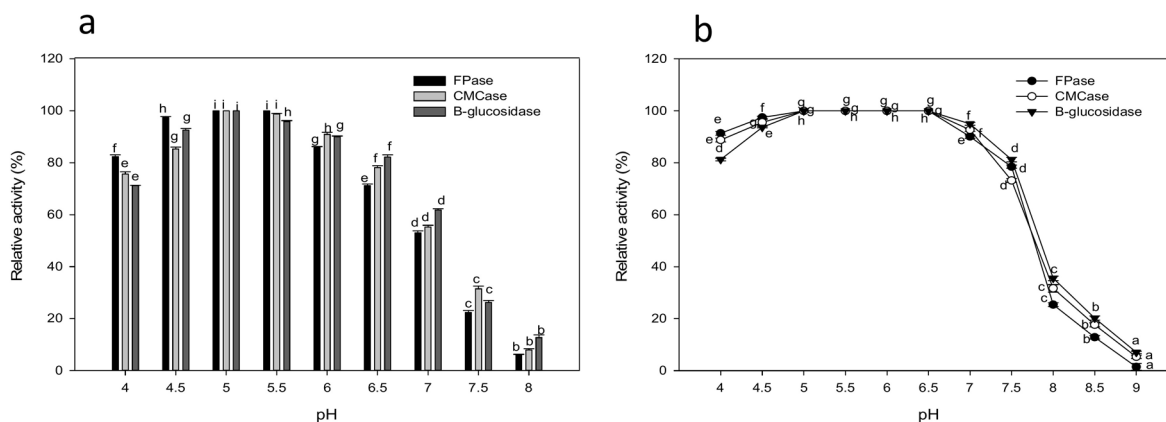 a
120
100
80
60
40
20
0
Relative activity (%)
FPase
CMCase
B-glucosidase
f e e
h g g
i i i
i i h
g h g
e f f
d d d
c c c
b b b
4 4.5 5 5.5 6 6.5 7 7.5 8
pH
b
120
100
80
60
40
20
0
Relative activity (%)
FPase
CMCase
B-glucosidase
e e d
f g e
g g h
g g h
g g h
g g h
f f e
d d d
c c c
b b b
a a a
4 4.5 5 5.5 6 6.5 7 7.5 8 8.5 9
pH